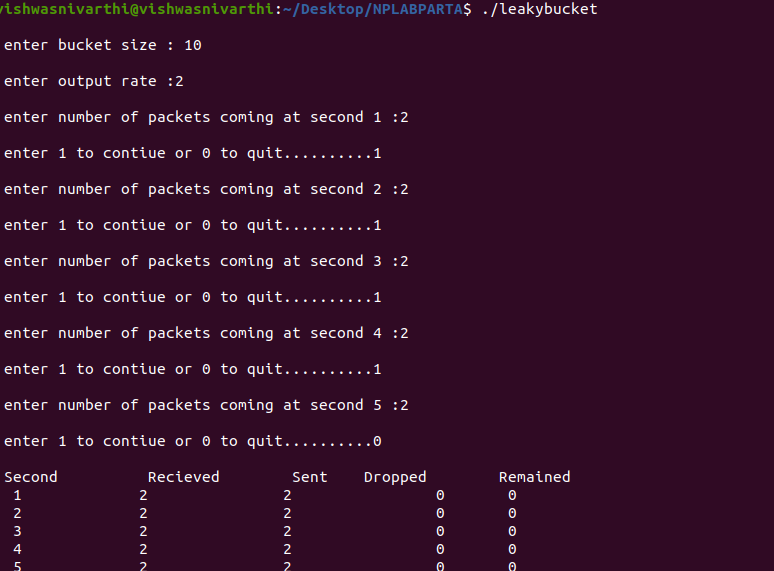 vishwasnivarthi@vishwasnivarthi:~/Desktop/NPLABPARTA$ ./leakybucket
enter bucket size : 10
enter output rate :2
enter number of packets coming at second 1 :2
enter 1 to contiue or 0 to quit..........1
enter number of packets coming at second 2 :2
enter 1 to contiue or 0 to quit..........1
enter number of packets coming at second 3 :2
enter 1 to contiue or 0 to quit..........1
enter number of packets coming at second 4 :2
enter 1 to contiue or 0 to quit..........1
enter number of packets coming at second 5 :2
enter 1 to contiue or 0 to quit..........0
Second Recieved Sent Dropped Remained
1 2 2 0 0
2 2 2 0 0
3 2 2 0 0
4 2 2 0 0
5 2 2 0 0